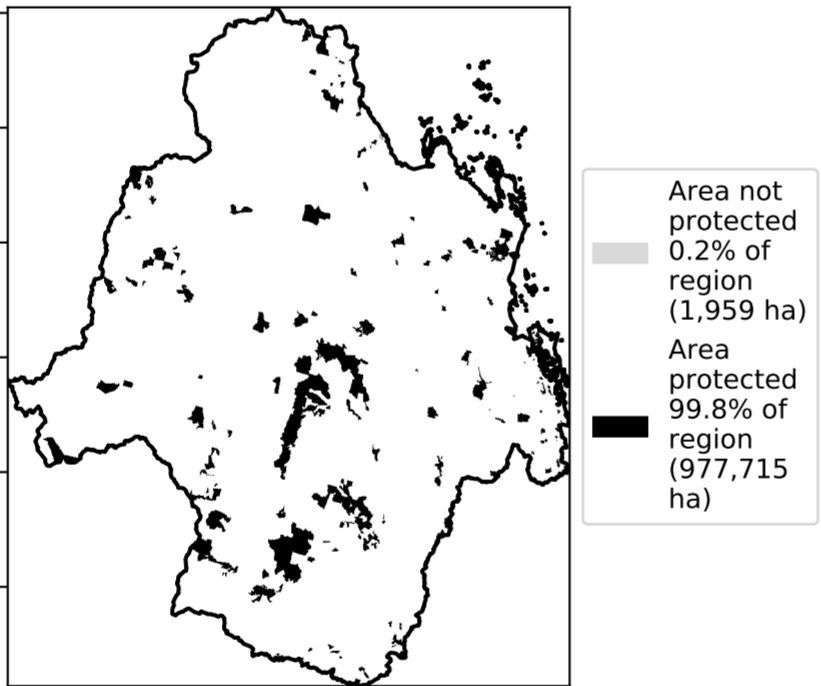 Area not
protected
0.2% of
region
(1,959 ha)
Area
protected
99.8% of
region
(977,715
ha)